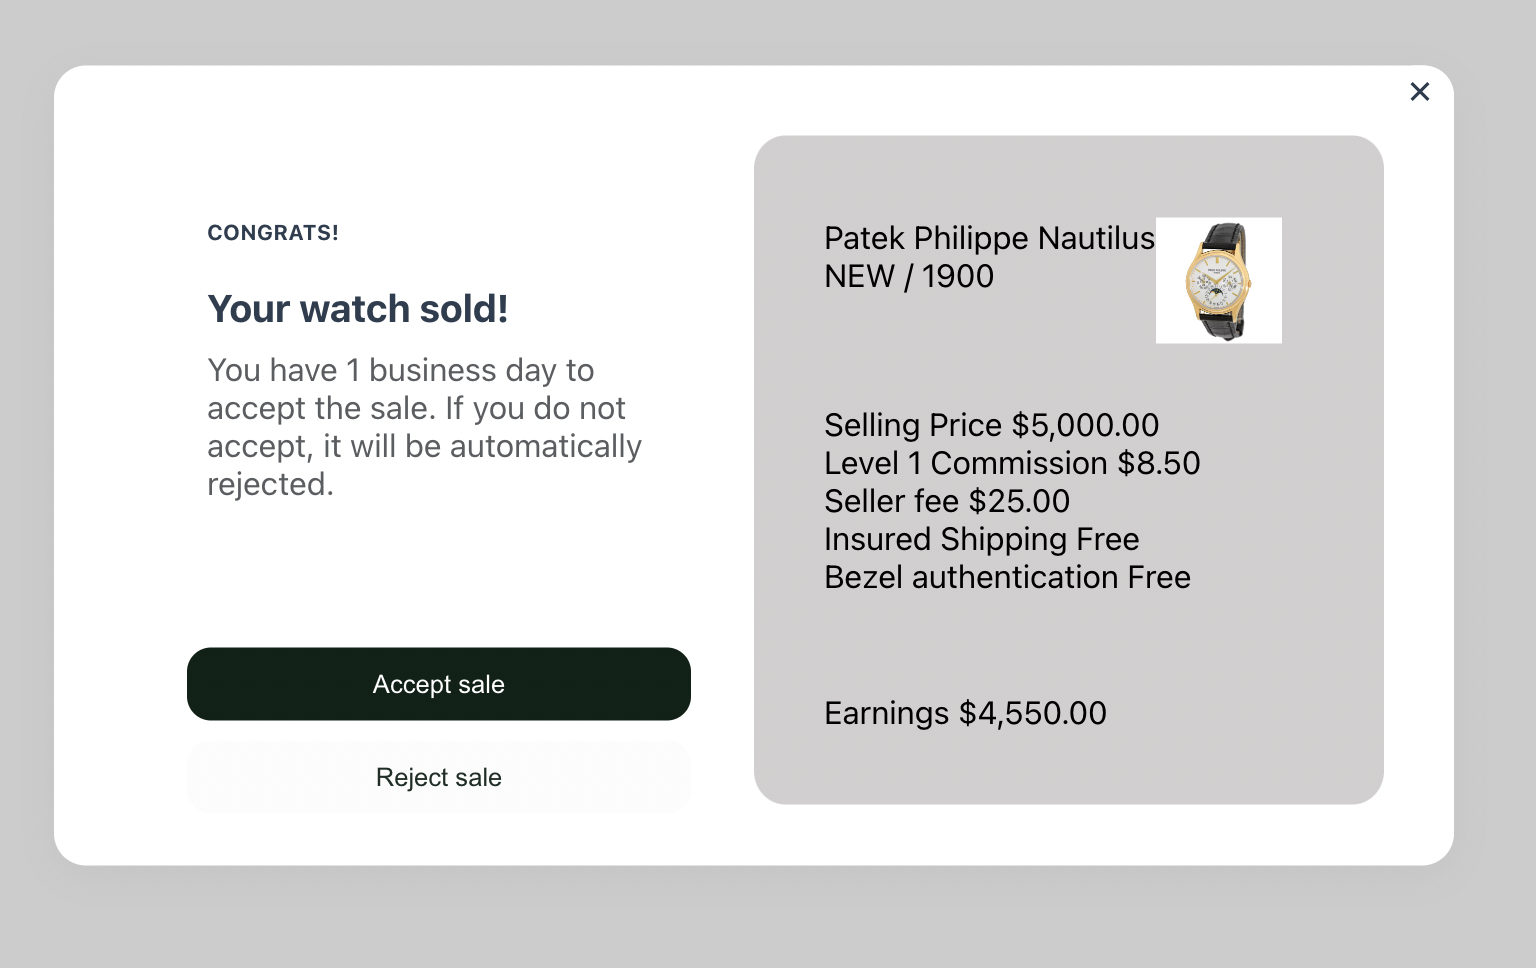 CONGRATS!
Your watch sold!
You have 1 business day to
accept the sale. If you do not
accept, it will be automatically
rejected.
Accept sale
Reject sale
Patek Philippe Nautilus
NEW / 1900
Selling Price $5,000.00
Level 1 Commission $8.50
Seller fee $25.00
Insured Shipping Free
Bezel authentication Free
Earnings $4,550.00